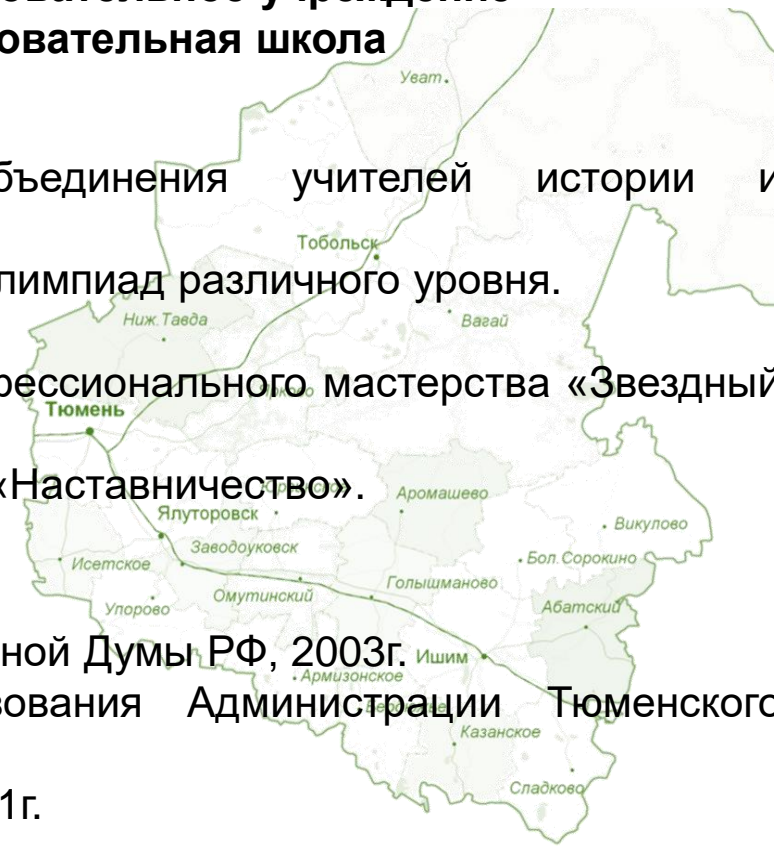 овательное учреждение
овательная школа
Уват
бъединения учителей истории и
Тобольск
лимпиад различного уровня.
Ниж.Тавда
Вагай
фессионального мастерства «Звездный
Тюмень
«Наставничество».
Аромашево
Ялуторовск
Викулово
Заводоуковск
Исетское
Бол.Сорокино
Голышманово
Омутинский
Упорово
Абатский
ной Думы РФ, 2003г.
Ишим
Армизонское
зования Администрации Тюменского
Казанское
Сладково
1г.